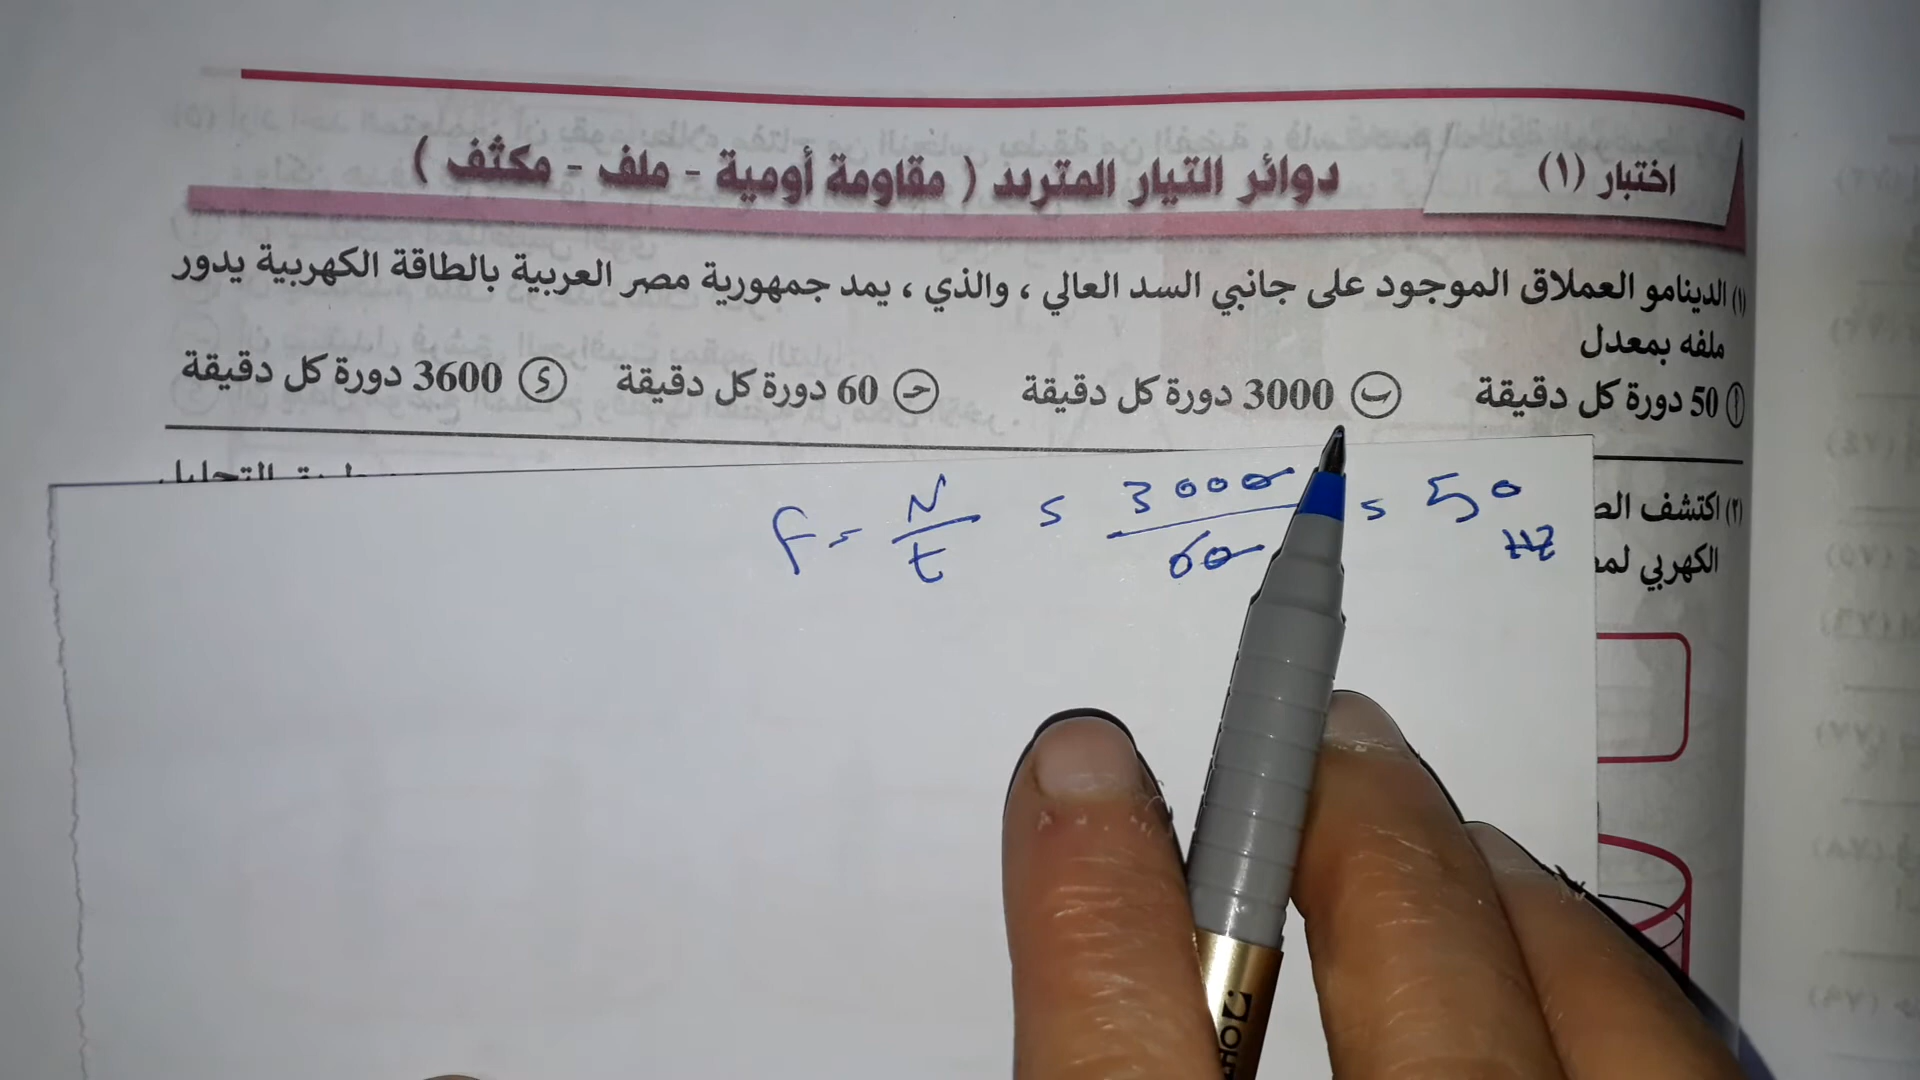 اختبار (١)
دوائر التيار المتردد ( مقاومة أومية - ملف - مكثف )
(١) الدينامو العملاق الموجود على جانبي السد العالي ، والذي ، يمد جمهورية مصر العربية بالطاقة الكهربية يدور
ملفه بمعدل
أ 50 دورة كل دقيقة ب 3000 دورة كل دقيقة جـ 60 دورة كل دقيقة د 3600 دورة كل دقيقة
(٢) اكتشف
الكهربي
f = N/t = 3000/60 = 50 Hz